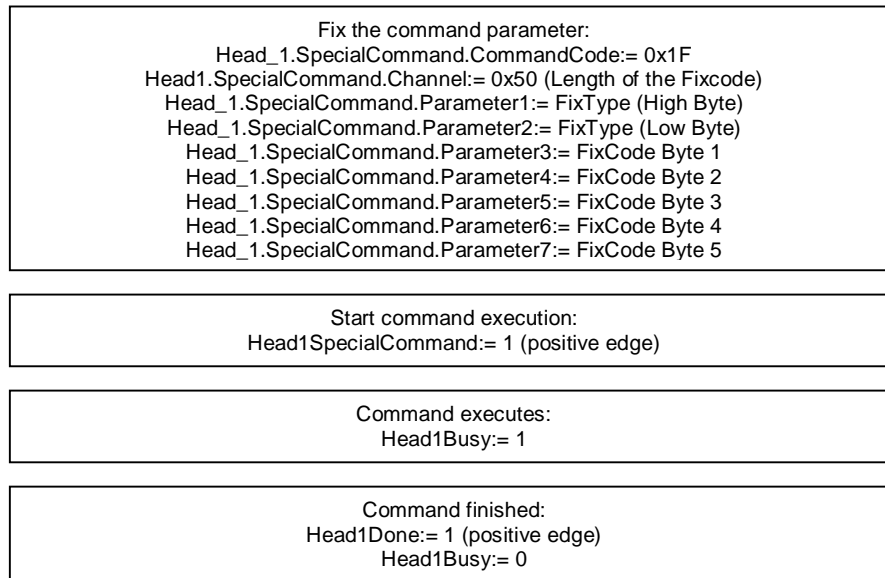 Fix the command parameter:
Head_1.SpecialCommand.CommandCode:= 0x1F
Head1.SpecialCommand.Channel:= 0x50 (Length of the Fixcode)
Head_1.SpecialCommand.Parameter1:= FixType (High Byte)
Head_1.SpecialCommand.Parameter2:= FixType (Low Byte)
Head_1.SpecialCommand.Parameter3:= FixCode Byte 1
Head_1.SpecialCommand.Parameter4:= FixCode Byte 2
Head_1.SpecialCommand.Parameter5:= FixCode Byte 3
Head_1.SpecialCommand.Parameter6:= FixCode Byte 4
Head_1.SpecialCommand.Parameter7:= FixCode Byte 5
Start command execution:
Head1SpecialCommand:= 1 (positive edge)
Command executes:
Head1Busy:= 1
Command finished:
Head1Done:= 1 (positive edge)
Head1Busy:= 0